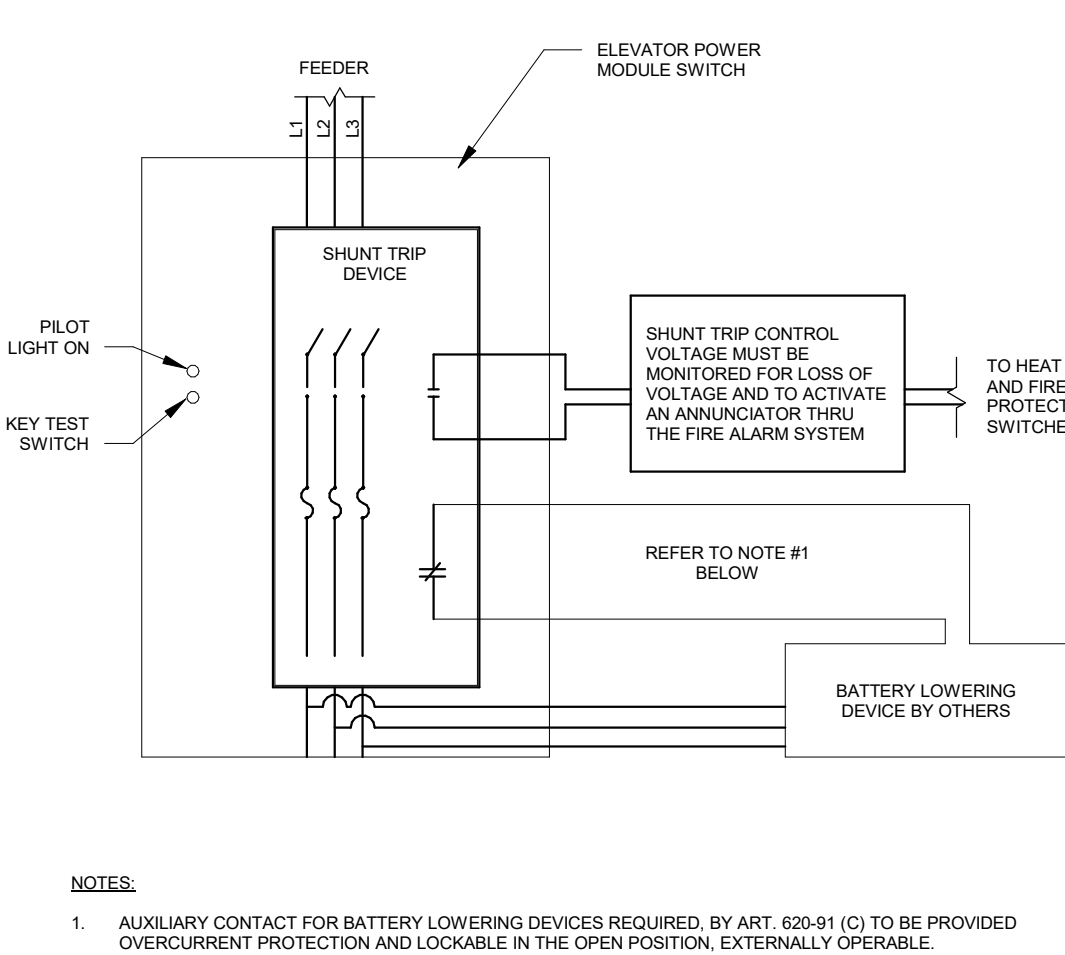 ELEVATOR POWER
MODULE SWITCH
FEEDER
L1
L2
L3
SHUNT TRIP
DEVICE
PILOT
LIGHT ON
KEY TEST
SWITCH
SHUNT TRIP CONTROL
VOLTAGE MUST BE
MONITORED FOR LOSS OF
VOLTAGE AND TO ACTIVATE
AN ANNUNCIATOR THRU
THE FIRE ALARM SYSTEM
TO HEAT
AND FIRE
PROTECT
SWITCHE
REFER TO NOTE #1
BELOW
BATTERY LOWERING
DEVICE BY OTHERS
NOTES:
1. AUXILIARY CONTACT FOR BATTERY LOWERING DEVICES REQUIRED, BY ART. 620-91 (C) TO BE PROVIDED
OVERCURRENT PROTECTION AND LOCKABLE IN THE OPEN POSITION, EXTERNALLY OPERABLE.